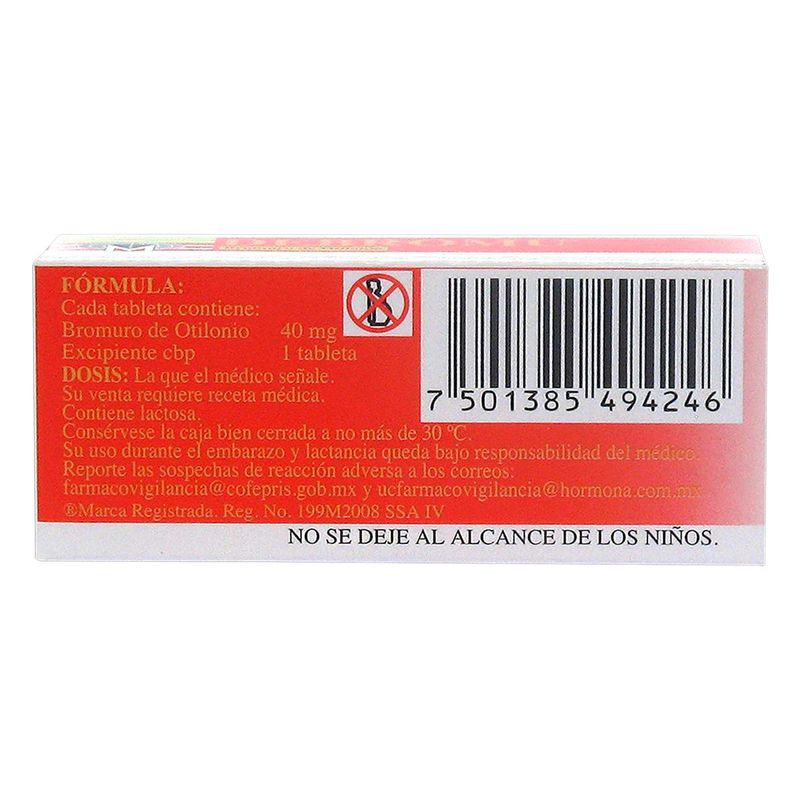 FÓRMULA:
Cada tableta contiene:
Bromuro de Otilonio 40 mg
Excipiente cbp 1 tableta
DOSIS: La que el médico señale.
Su venta requiere receta médica.
Contiene lactosa.
Consérvese la caja bien cerrada a no más de 30 ºC.
Su uso durante el embarazo y lactancia queda bajo responsabilidad del médico.
Reporte las sospechas de reacción adversa a los correos:
farmacovigilancia@cofepris.gob.mx y ucfarmacovigilancia@hormona.com.mx
®Marca Registrada. Reg. No. 199M2008 SSA IV
7 501385 494246
NO SE DEJE AL ALCANCE DE LOS NIÑOS.